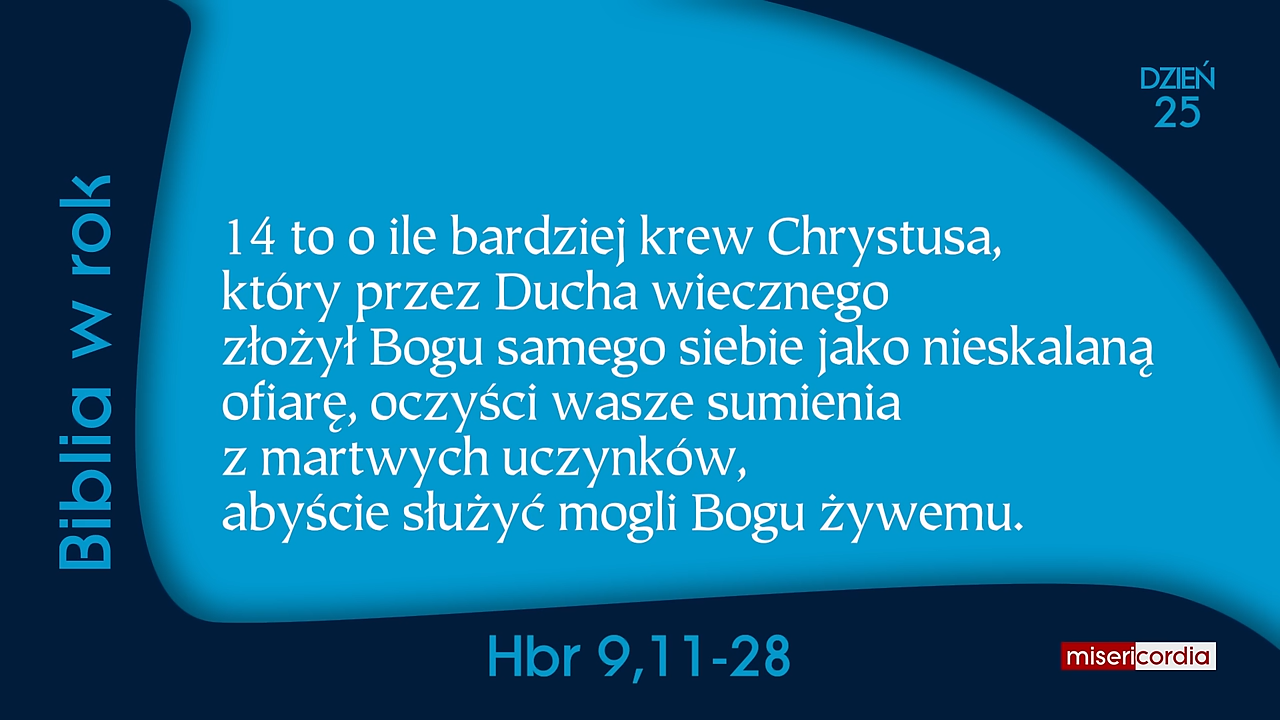 DZIEŃ
25
Biblia w rok
14 to o ile bardziej krew Chrystusa,
który przez Ducha wiecznego
złożył Bogu samego siebie jako nieskalaną
ofiarę, oczyści wasze sumienia
z martwych uczynków,
abyście służyć mogli Bogu żywemu.
Hbr 9,11-28
misericordia